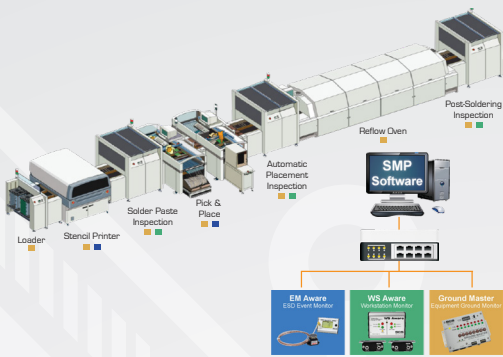 Loader
Stencil Printer
Solder Paste
Inspection
Pick &
Place
Automatic
Placement
Inspection
Reflow Oven
Post-Soldering
Inspection
SMP
Software
EM Aware
ESD Event Monitor
WS Aware
Workstation Monitor
Ground Master
Equipment Ground Monitor